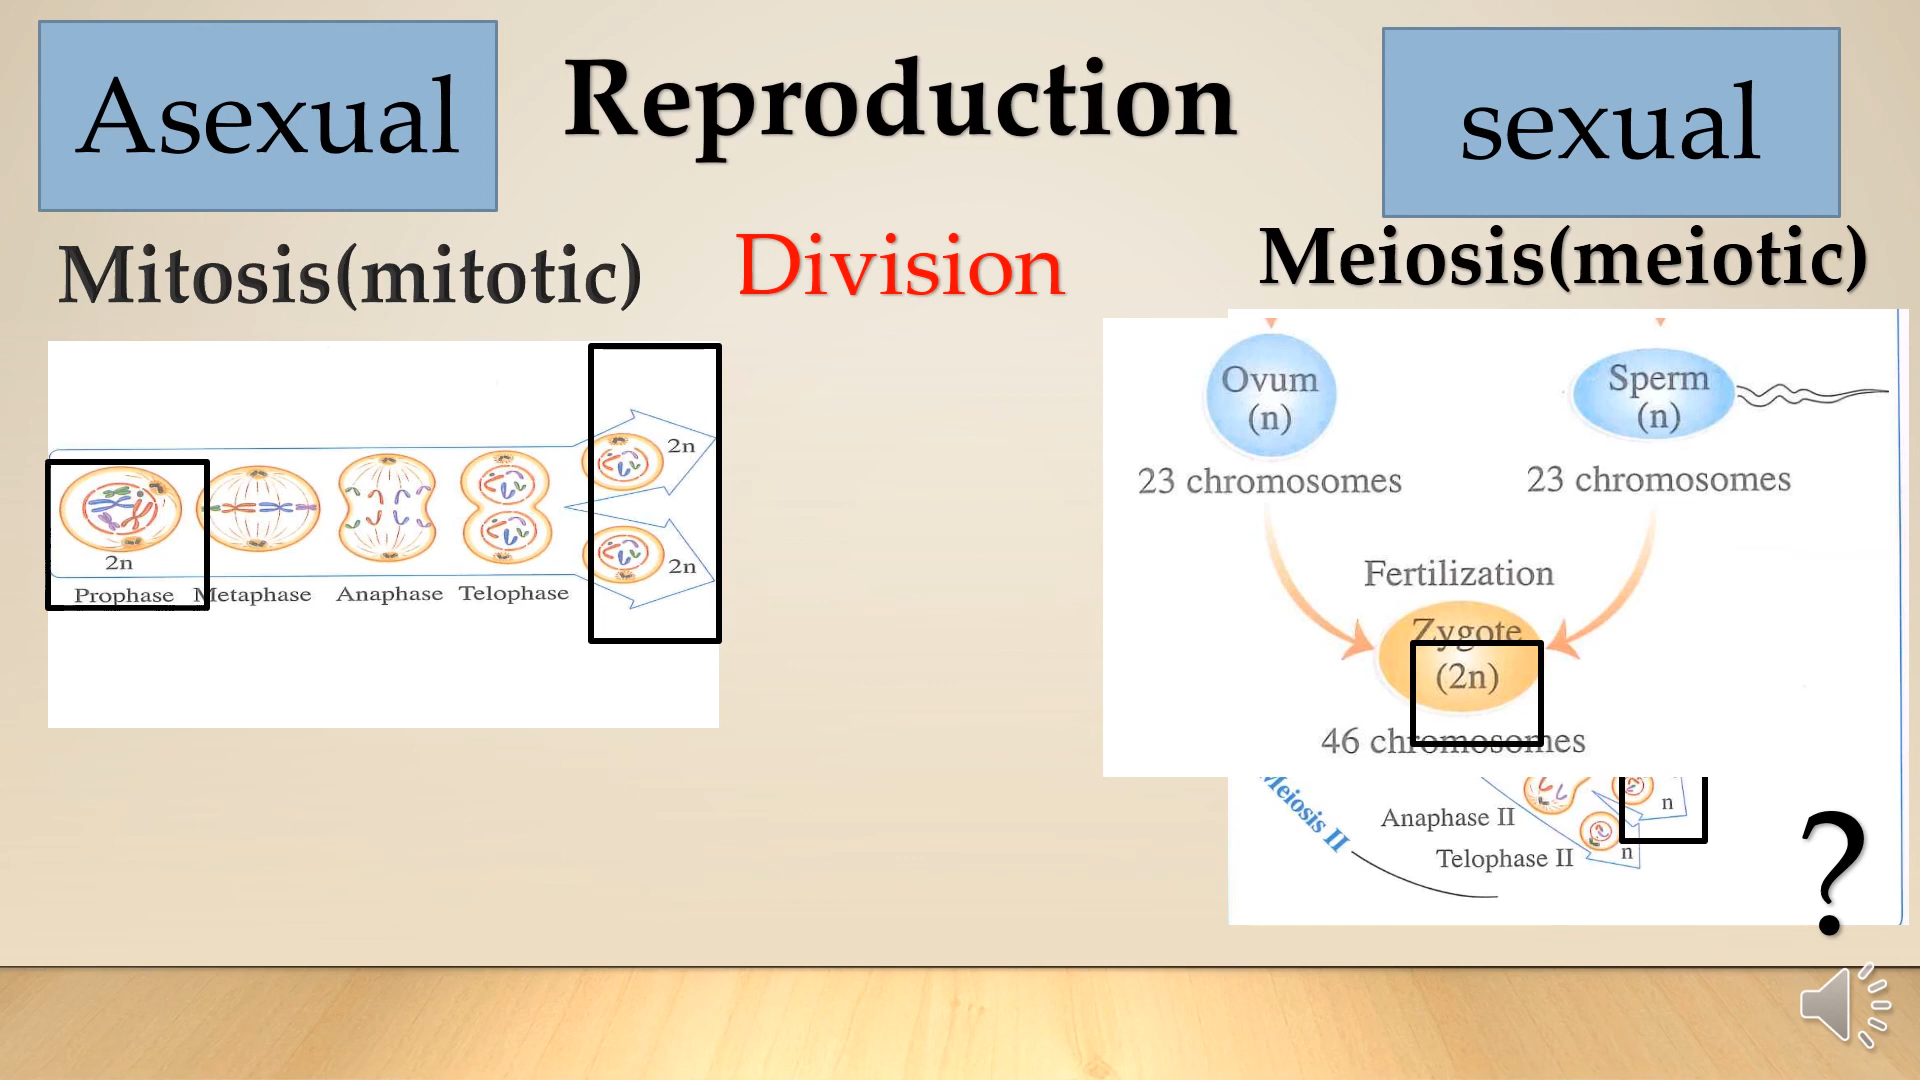 Asexual
Reproduction
sexual
Mitosis(mitotic)
Division
Meiosis(meiotic)
2n
2n
2n
Prophase
Metaphase
Anaphase
Telophase
Ovum
(n)
Sperm
(n)
23 chromosomes
23 chromosomes
Fertilization
Zygote
(2n)
46 chromosomes
Meiosis II
Anaphase II
Telophase II
n
n
?